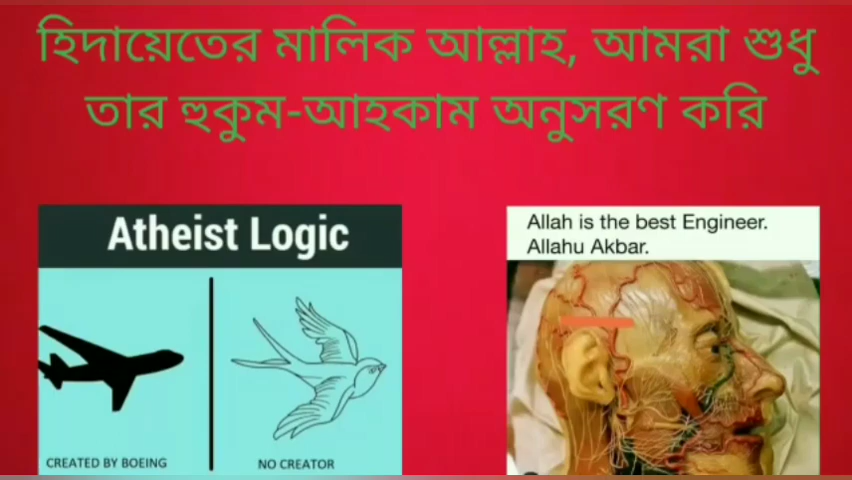 হিদায়েতের মালিক আল্লাহ, আমরা শুধু
তার হুকুম-আহকাম অনুসরণ করি
Atheist Logic
CREATED BY BOEING
NO CREATOR
Allah is the best Engineer.
Allahu Akbar.